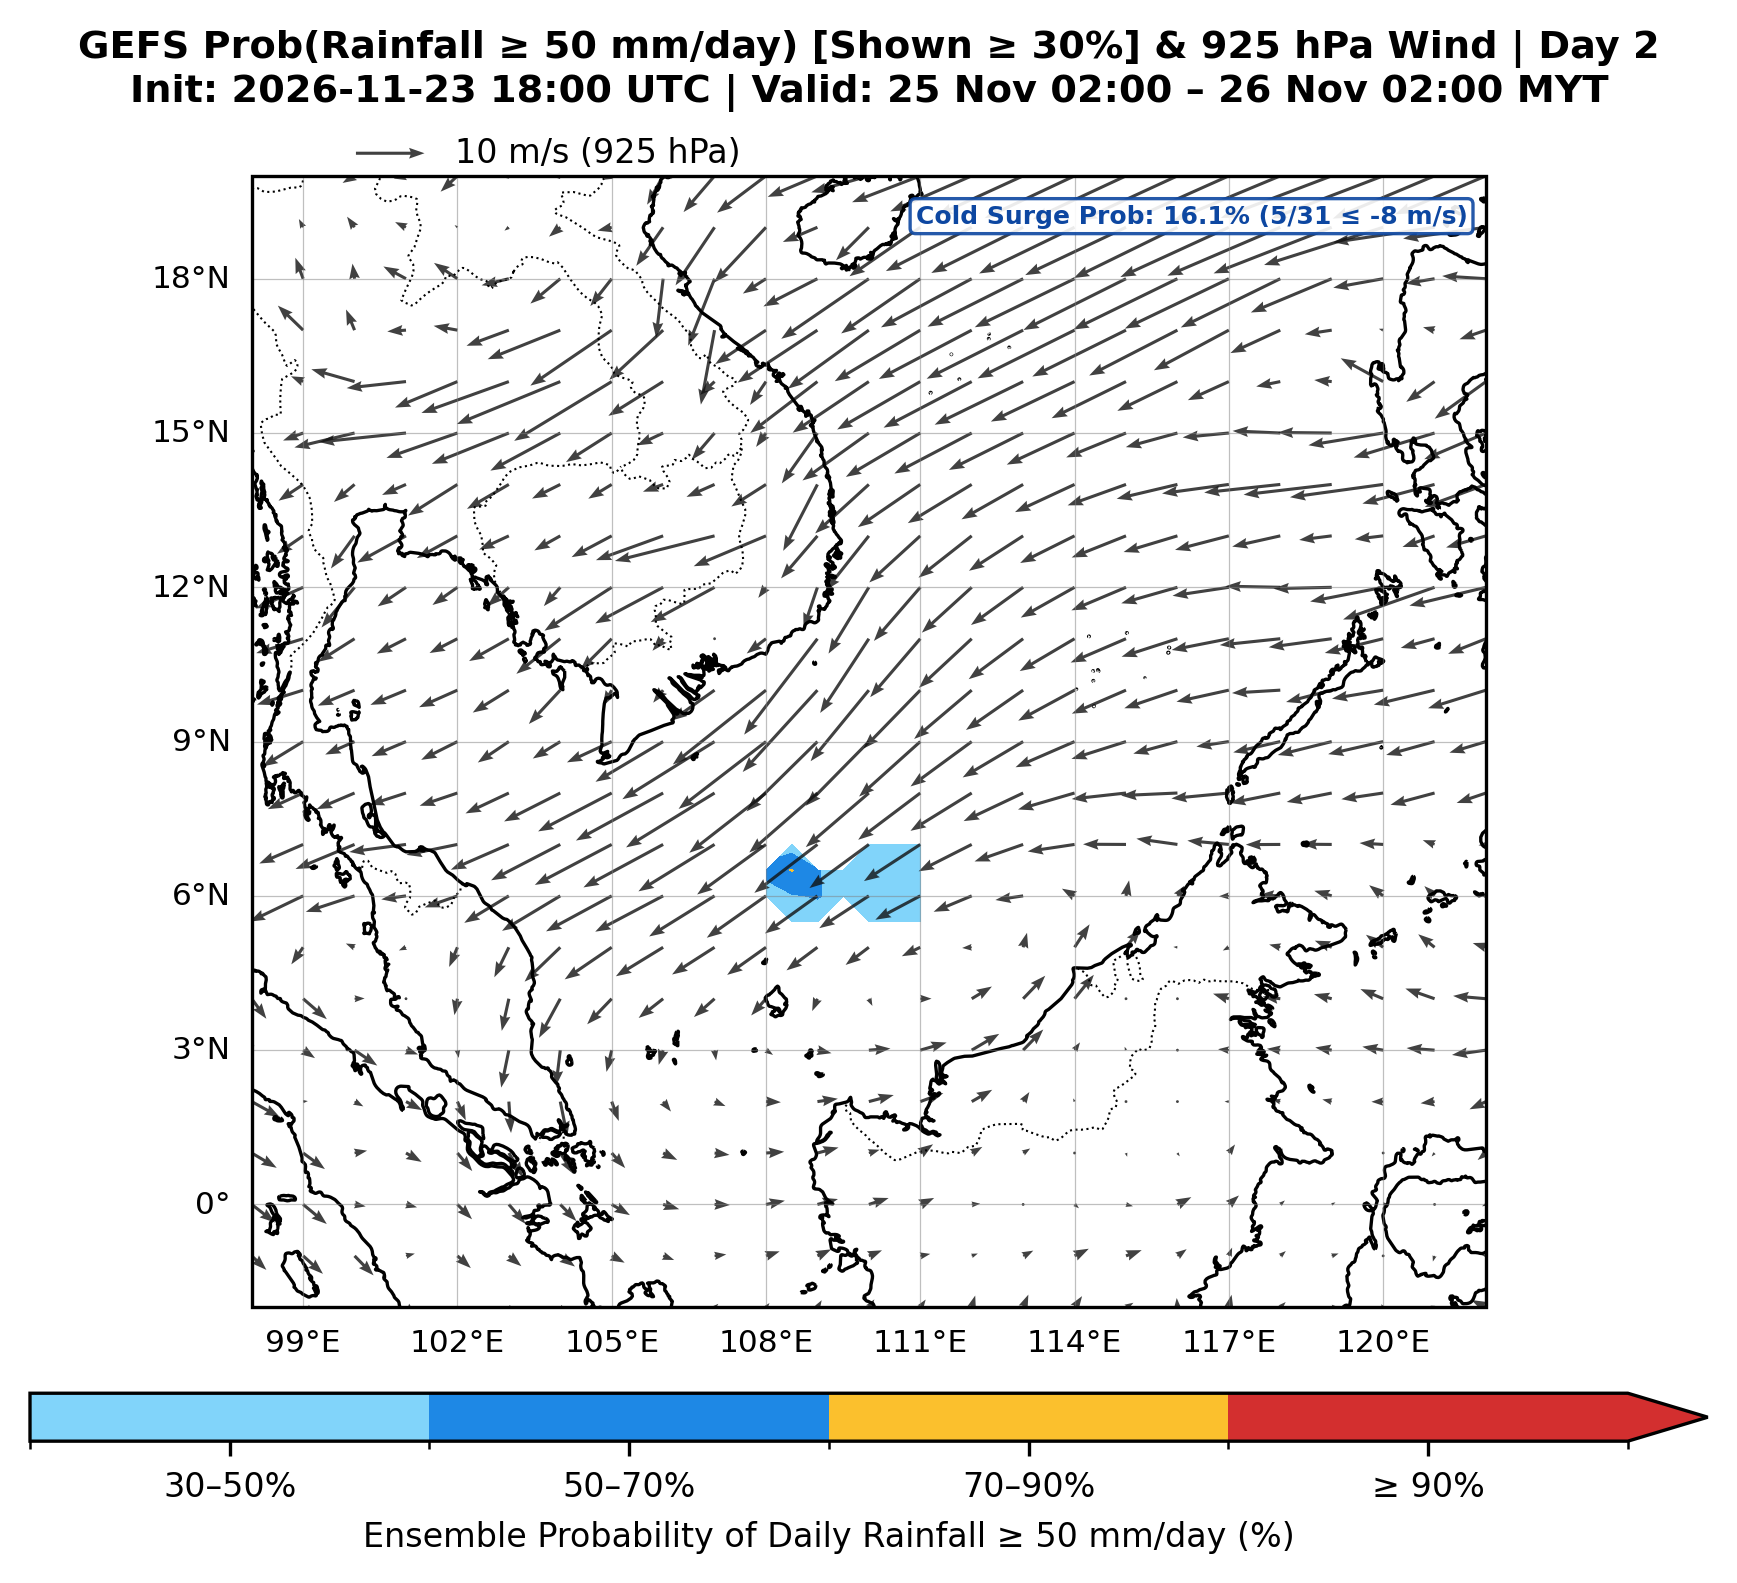 GEFS Prob(Rainfall ≥ 50 mm/day) [Shown ≥ 30%] & 925 hPa Wind | Day 2
Init: 2026-11-23 18:00 UTC | Valid: 25 Nov 02:00 – 26 Nov 02:00 MYT
10 m/s (925 hPa)
Cold Surge Prob: 16.1% (5/31 ≤ -8 m/s)
18°N
15°N
12°N
9°N
6°N
3°N
0°
99°E 102°E 105°E 108°E 111°E 114°E 117°E 120°E
30–50% 50–70% 70–90% ≥ 90%
Ensemble Probability of Daily Rainfall ≥ 50 mm/day (%)